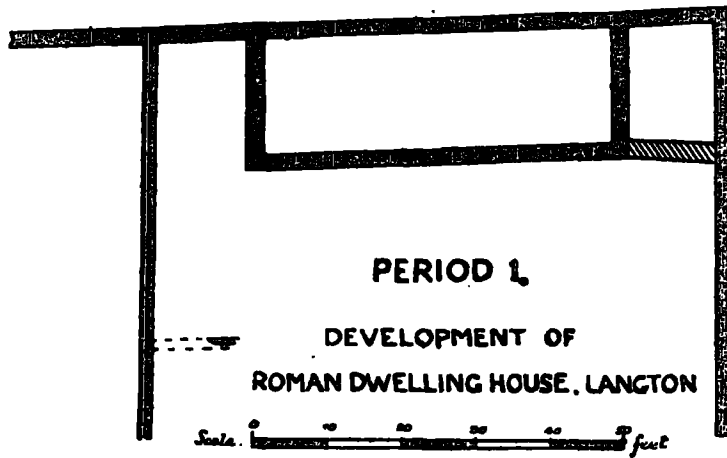 PERIOD 1.
DEVELOPMENT OF
ROMAN DWELLING HOUSE, LANGTON
Scale. 0 10 20 30 40 50 feet